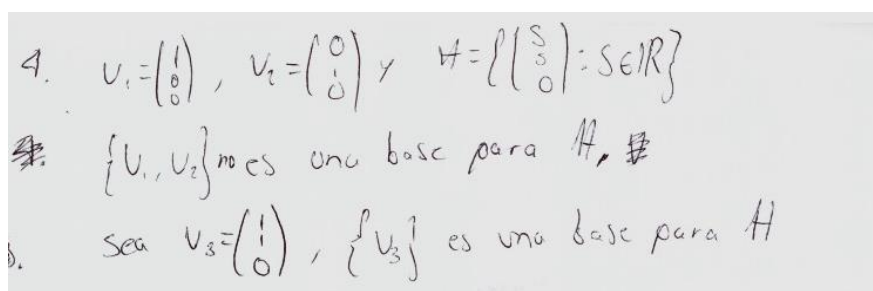 4. V₁=(1 0 0), V₂=(0 1 0) y H={(S S 0): S∈ℝ}
{V₁, V₂} no es una base para H.
Sea V₃=(1 1 0), {V₃} es una base para H